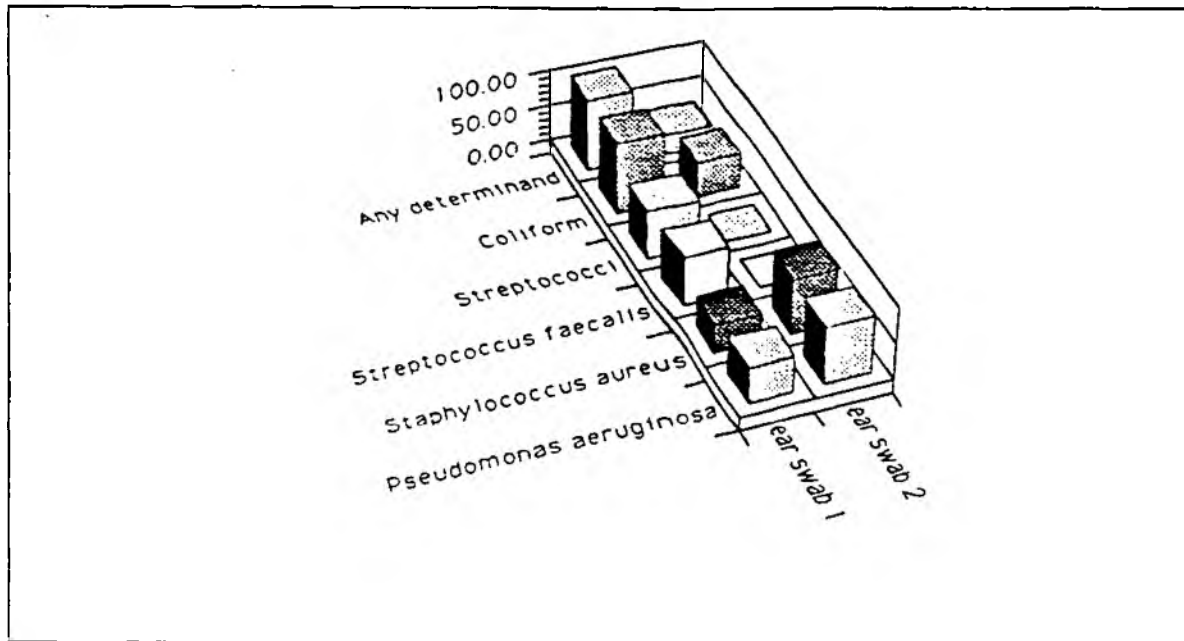 100.00
50.00
0.00
Any determinand
Coliform
Streptococci
Streptococcus faecalis
Staphylococcus aureus
Pseudomonas aeruginosa
ear swab 1
ear swab 2